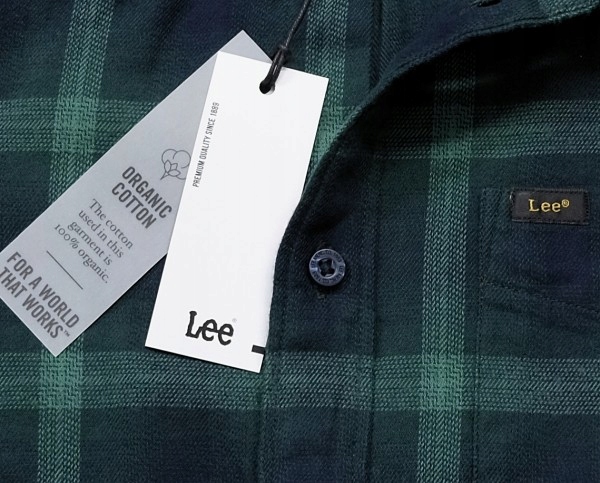 PREMIUM QUALITY SINCE 1889
Lee®
ORGANIC
COTTON
The cotton
used in this
garment is
100% organic.
FOR A WORLD
THAT WORKS™
Lee®